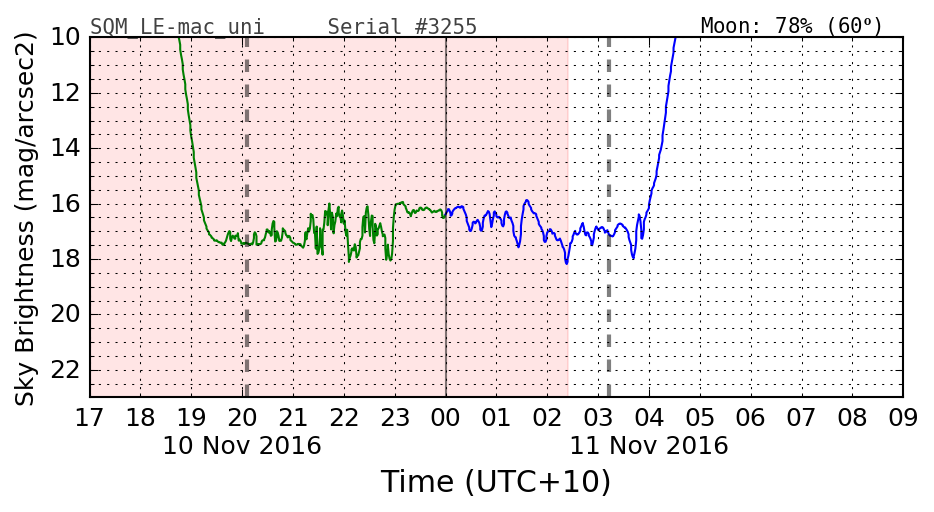 SQM_LE-mac_uni Serial #3255 Moon: 78% (60°)
Sky Brightness (mag/arcsec2)
10
12
14
16
18
20
22
17 18 19 20 21 22 23 00 01 02 03 04 05 06 07 08 09
10 Nov 2016 11 Nov 2016
Time (UTC+10)